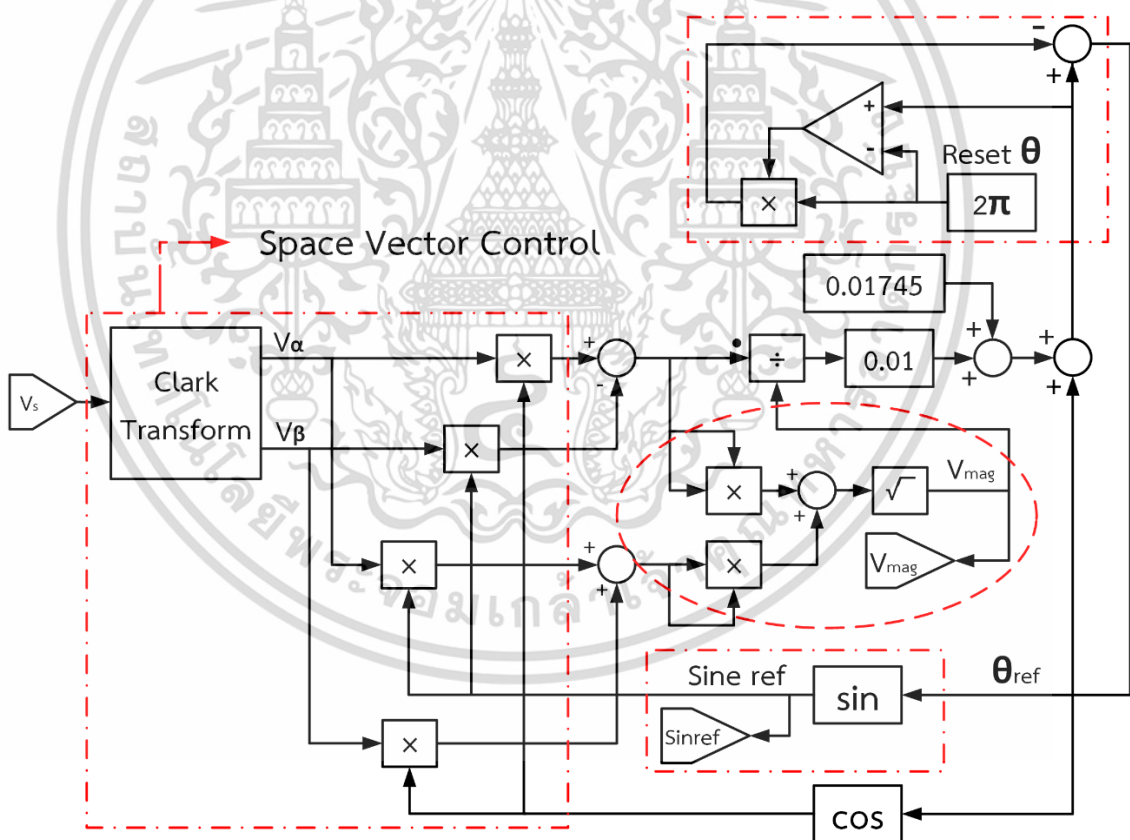 -
+
+
-
Reset θ
×
2π
Space Vector Control
0.01745
Vα
Clark
Transform
Vβ
Vs
×
+
-
÷
0.01
+
+
+
+
×
×
+
+
√
Vmag
Vmag
×
+
+
×
Sine ref
θref
sin
Sinref
×
cos